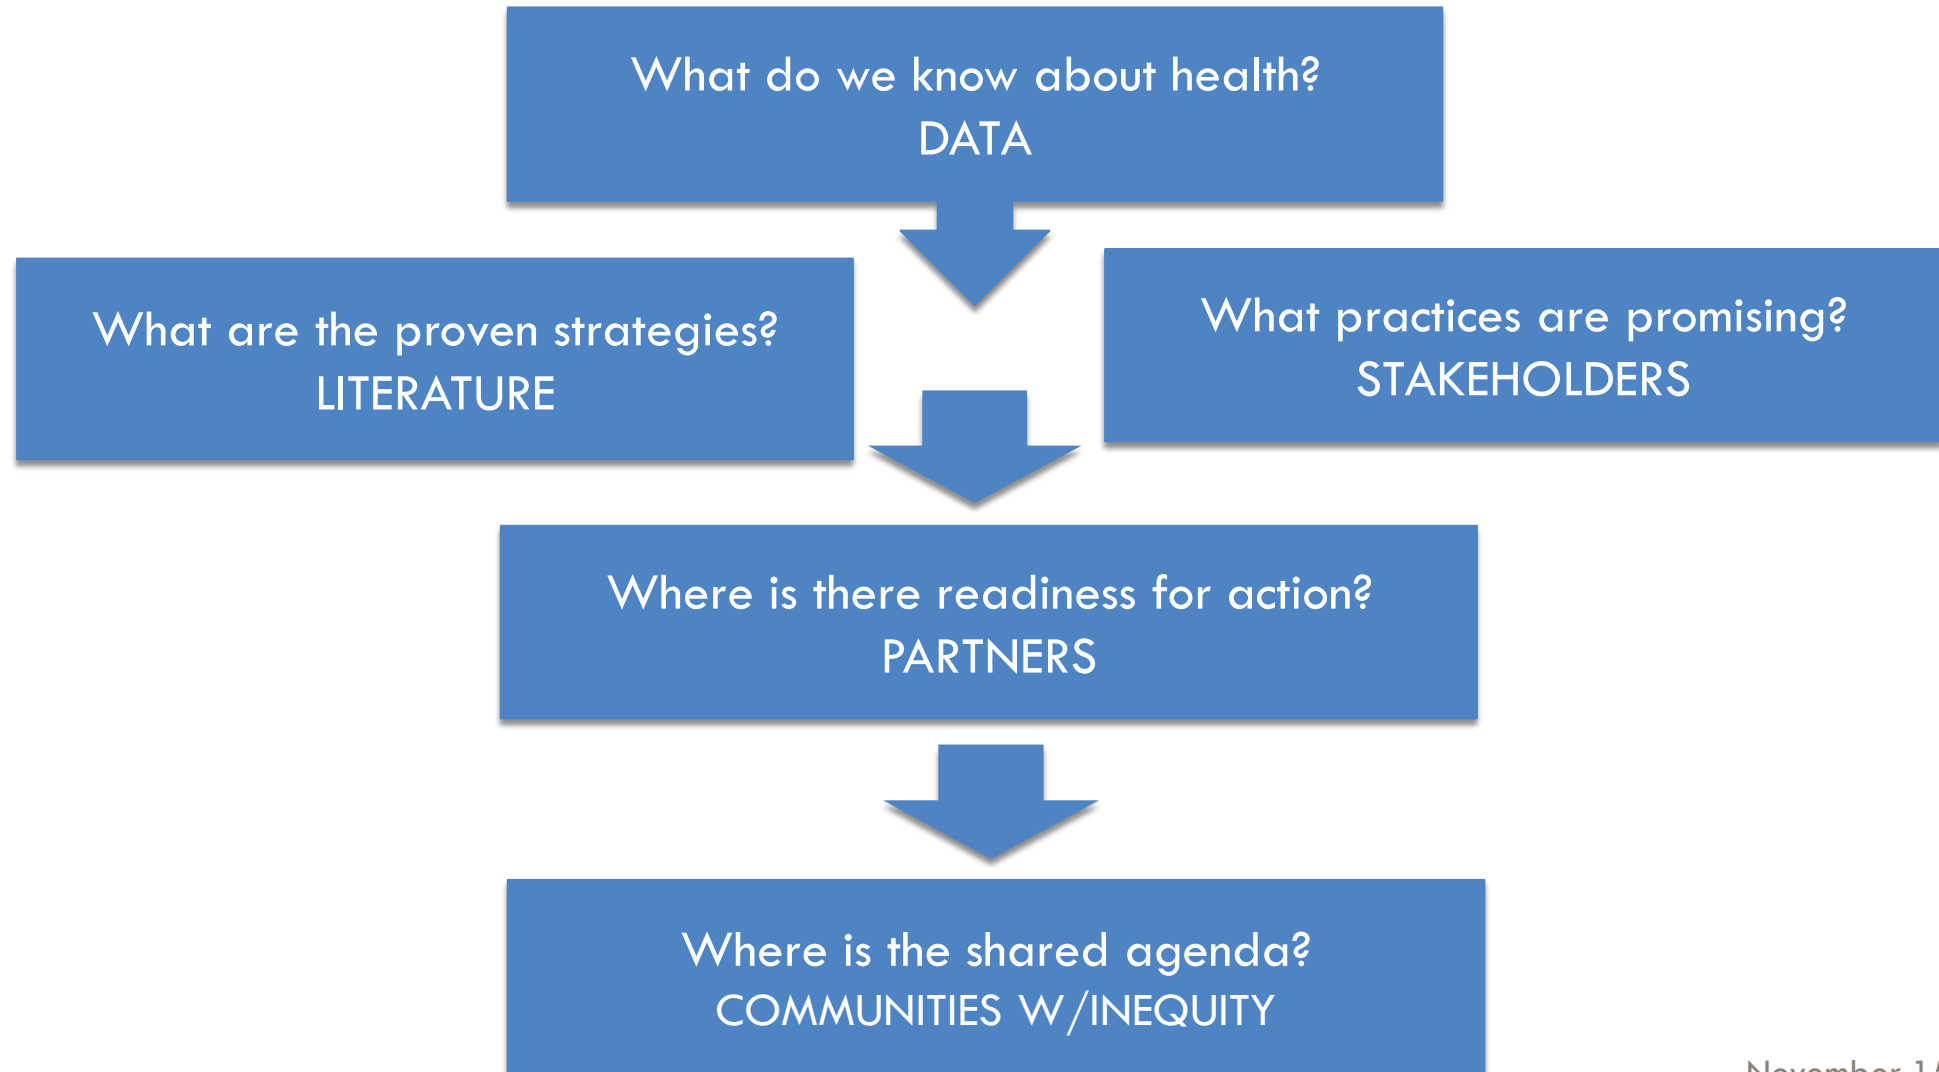 What do we know about health?
DATA
What are the proven strategies?
LITERATURE
What practices are promising?
STAKEHOLDERS
Where is there readiness for action?
PARTNERS
Where is the shared agenda?
COMMUNITIES W/INEQUITY
November